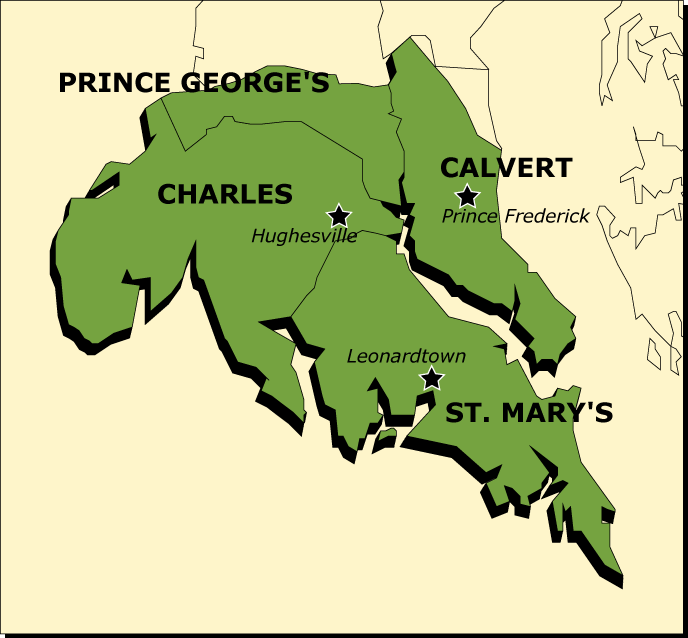 PRINCE GEORGE'S
CALVERT
CHARLES
Prince Frederick
Hughesville
Leonardtown
ST. MARY'S